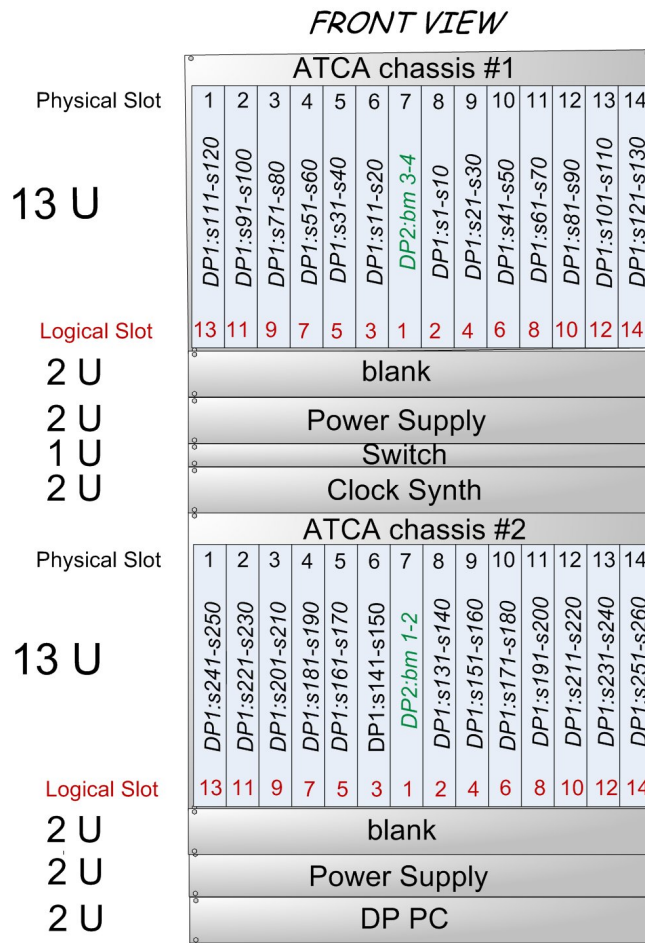 FRONT VIEW
ATCA chassis #1
Physical Slot 1 2 3 4 5 6 7 8 9 10 11 12 13 14
13 U
DP1:s111-s120
DP1:s91-s100
DP1:s71-s80
DP1:s51-s60
DP1:s31-s40
DP1:s11-s20
DP2:bm 3-4
DP1:s1-s10
DP1:s21-s30
DP1:s41-s50
DP1:s61-s70
DP1:s81-s90
DP1:s101-s110
DP1:s121-s130
Logical Slot 13 11 9 7 5 3 1 2 4 6 8 10 12 14
2 U blank
2 U Power Supply
1 U Switch
2 U Clock Synth
ATCA chassis #2
Physical Slot 1 2 3 4 5 6 7 8 9 10 11 12 13 14
13 U
DP1:s241-s250
DP1:s221-s230
DP1:s201-s210
DP1:s181-s190
DP1:s161-s170
DP1:s141-s150
DP2:bm 1-2
DP1:s131-s140
DP1:s151-s160
DP1:s171-s180
DP1:s191-s200
DP1:s211-s220
DP1:s231-s240
DP1:s251-s260
Logical Slot 13 11 9 7 5 3 1 2 4 6 8 10 12 14
2 U blank
2 U Power Supply
2 U DP PC